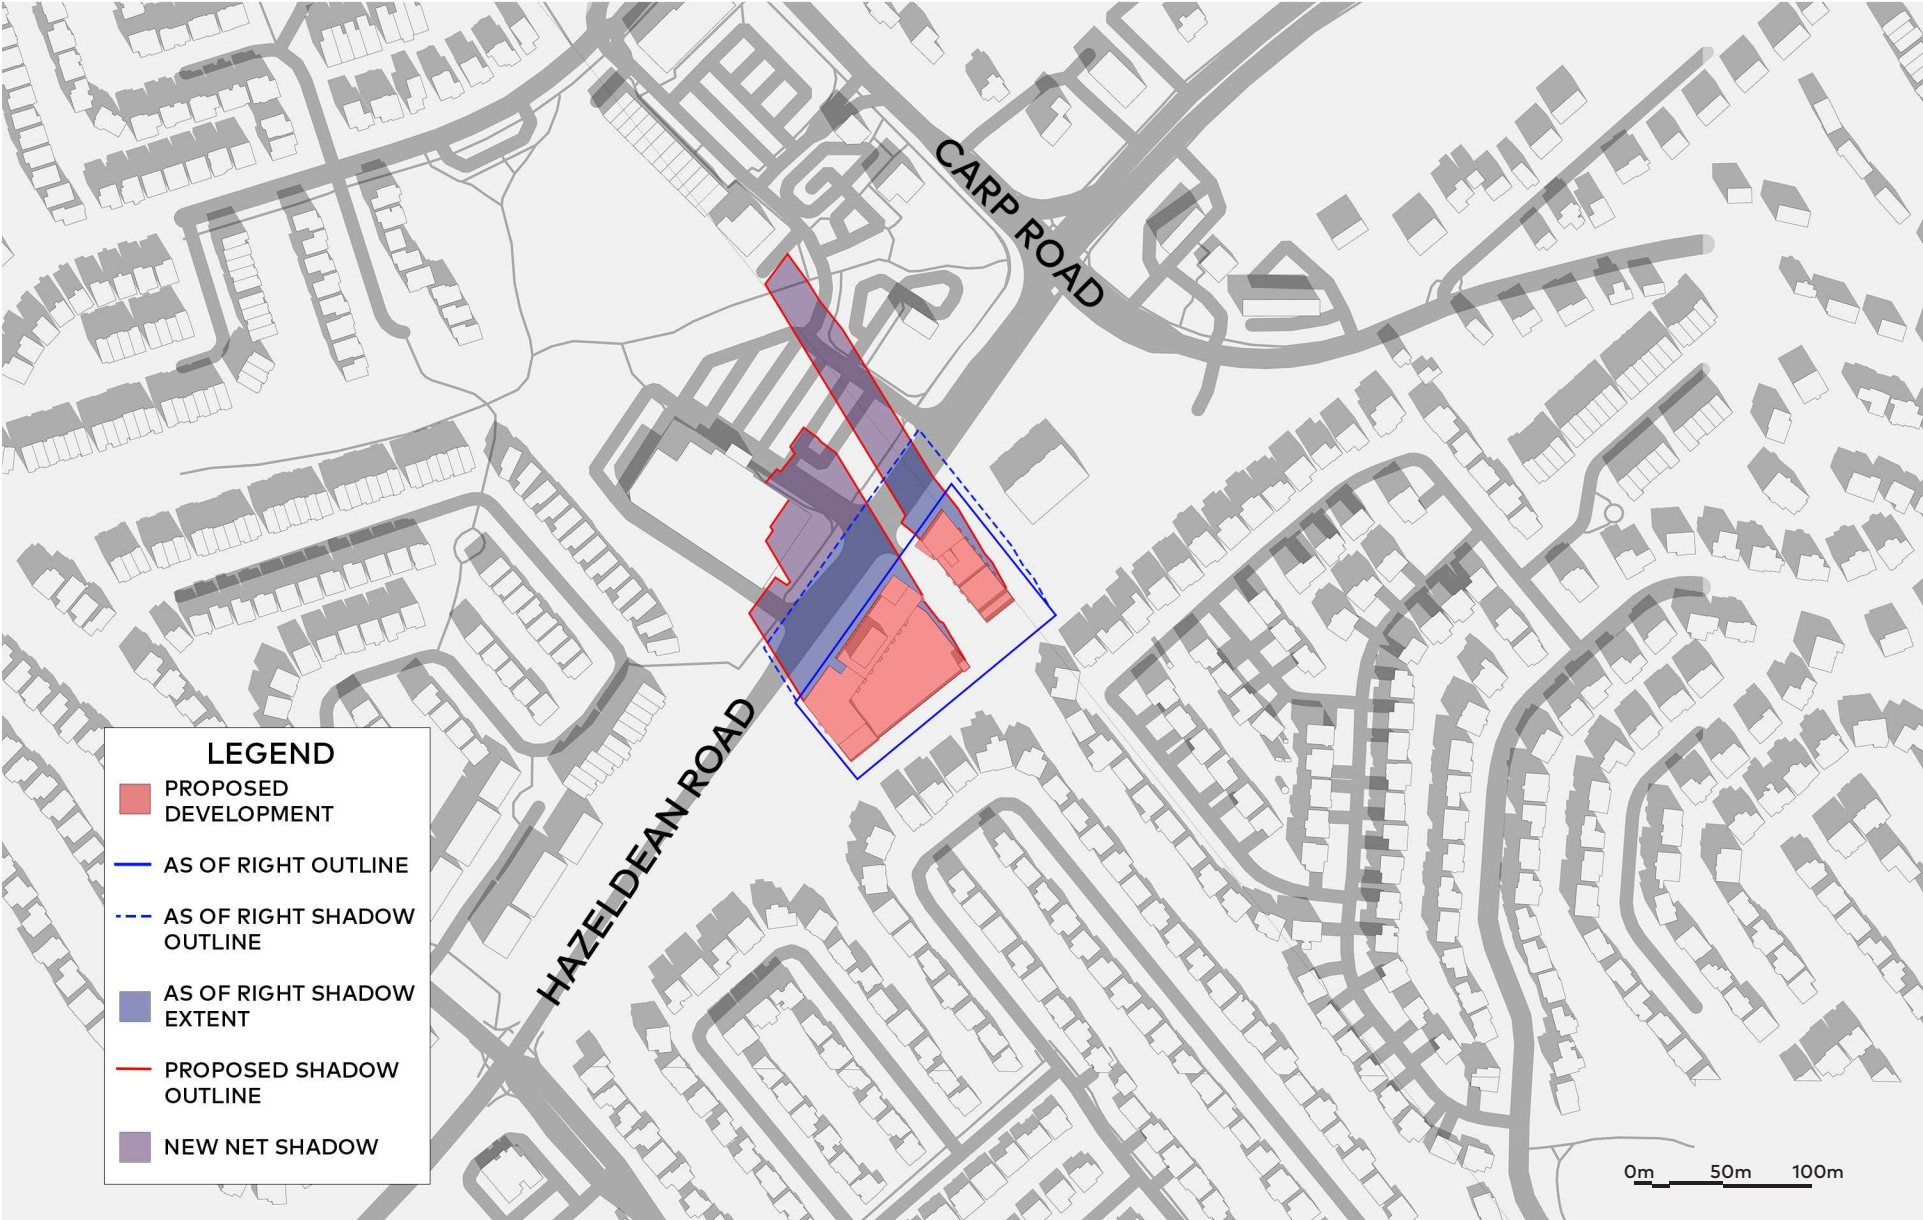 CARP ROAD
HAZELDEAN ROAD
LEGEND
PROPOSED
DEVELOPMENT
AS OF RIGHT OUTLINE
AS OF RIGHT SHADOW
OUTLINE
AS OF RIGHT SHADOW
EXTENT
PROPOSED SHADOW
OUTLINE
NEW NET SHADOW
0m 50m 100m